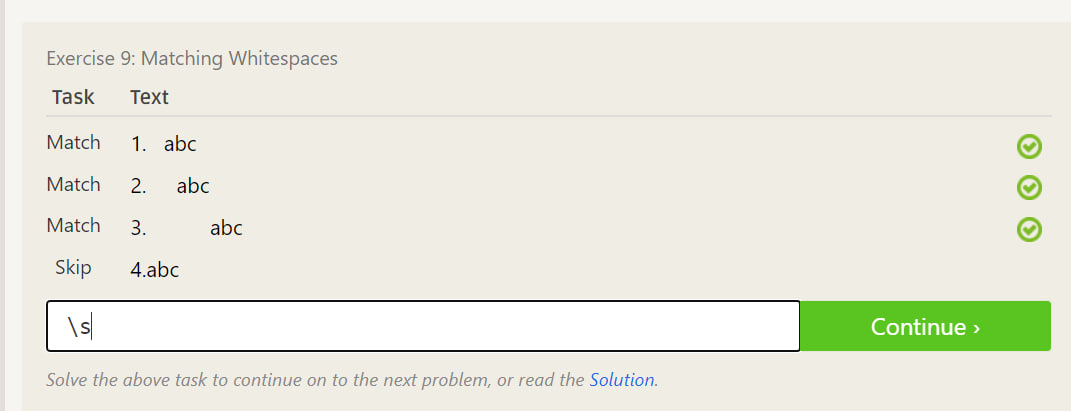 Exercise 9: Matching Whitespaces
Task Text
Match 1. abc
Match 2. abc
Match 3. abc
Skip 4.abc
\s Continue ›
Solve the above task to continue on to the next problem, or read the Solution.